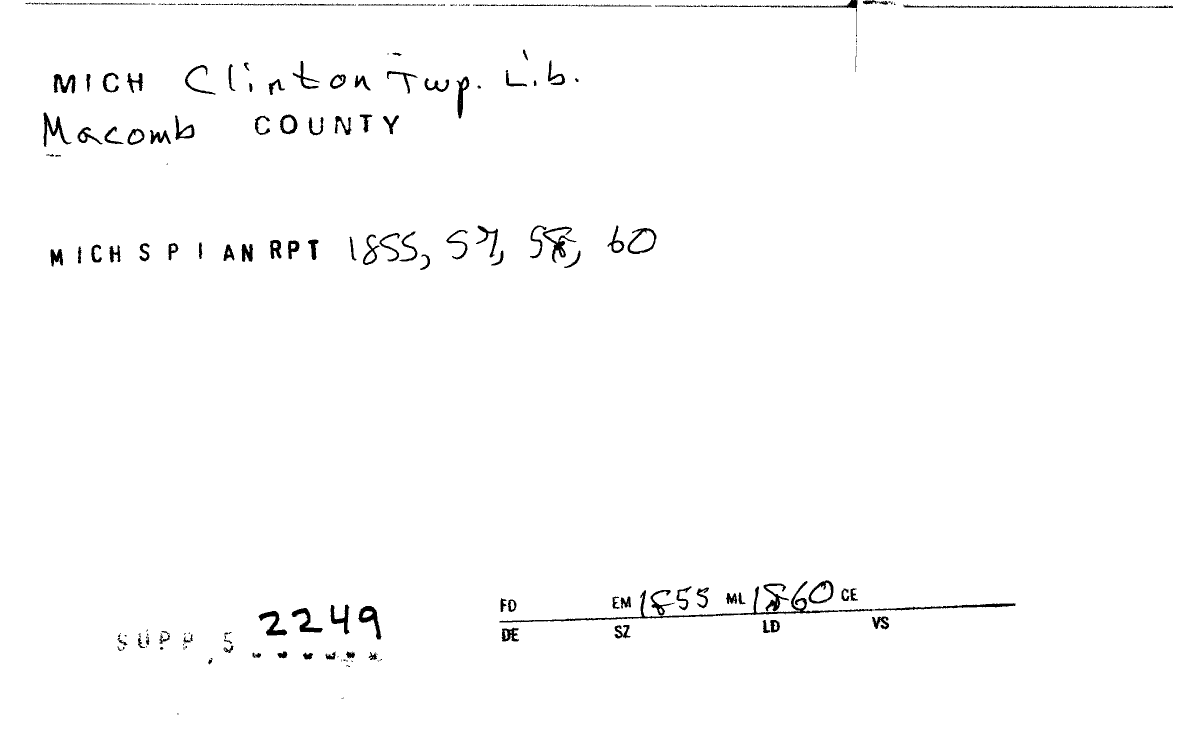 MICH Clinton Twp. Lib.
Macomb COUNTY
MICH S P I AN RPT 1855, 57, 58, 60
FD EM 1855 ML 1860 CE
DE SZ LD VS
SUPP, 5 2249